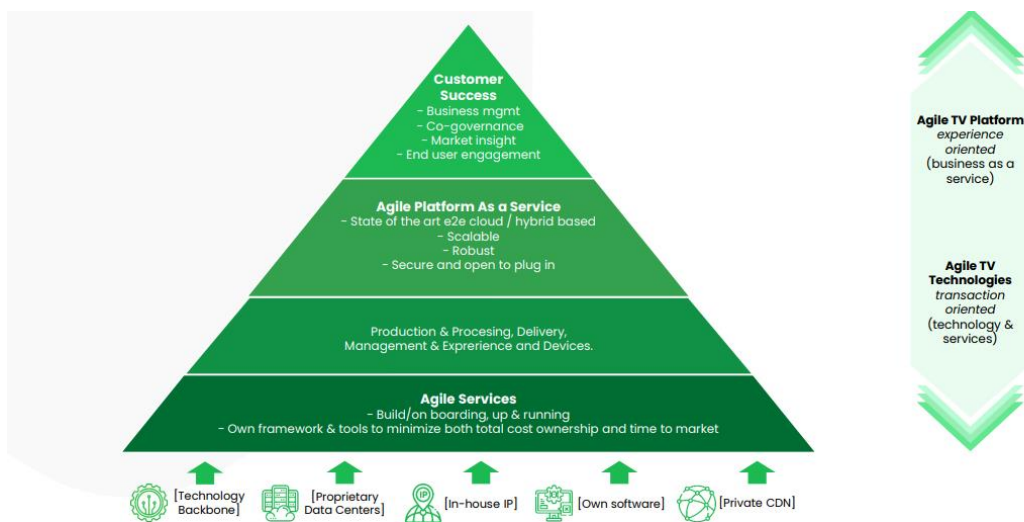 Customer
Success
- Business mgmt
- Co-governance
- Market insight
- End user engagement
Agile Platform As a Service
- State of the art e2e cloud / hybrid based
- Scalable
- Robust
- Secure and open to plug in
Production & Procesing, Delivery,
Management & Exprerience and Devices.
Agile Services
- Build/on boarding, up & running
- Own framework & tools to minimize both total cost ownership and time to market
[Technology
Backbone]
[Proprietary
Data Centers]
IP
[In-house IP]
[Own software]
[Private CDN]
Agile TV Platform
experience
oriented
(business as a
service)
Agile TV
Technologies
transaction
oriented
(technology &
services)